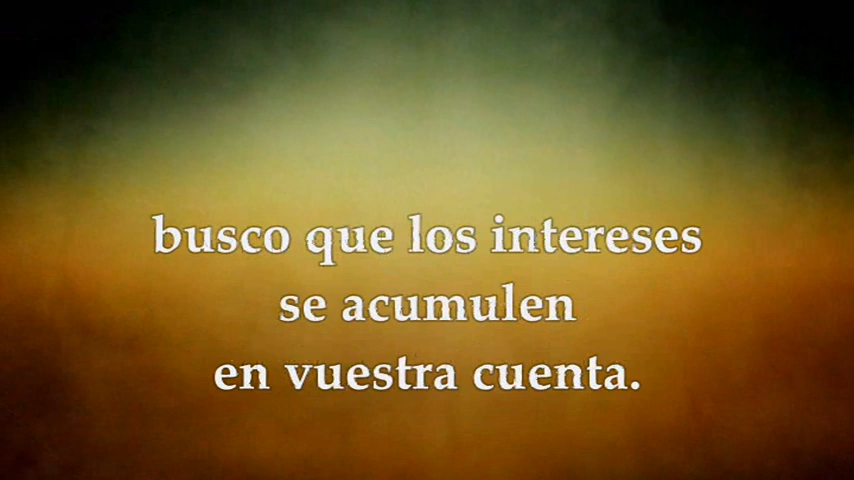 busco que los intereses
se acumulen
en vuestra cuenta.